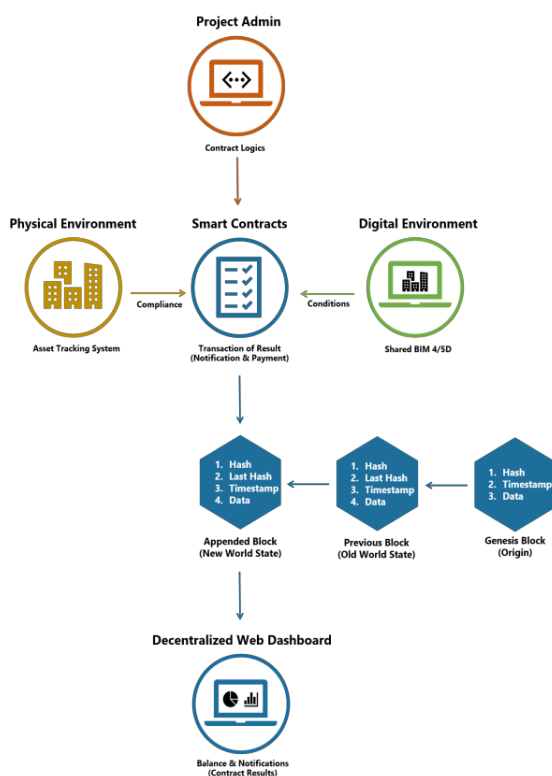 Project Admin
Contract Logics
Physical Environment
Smart Contracts
Digital Environment
Compliance
Conditions
Asset Tracking System
Transaction of Result
(Notification & Payment)
Shared BIM 4/5D
1. Hash
2. Last Hash
3. Timestamp
4. Data
1. Hash
2. Last Hash
3. Timestamp
4. Data
1. Hash
2. Timestamp
3. Data
Appended Block
(New World State)
Previous Block
(Old World State)
Genesis Block
(Origin)
Decentralized Web Dashboard
Balance & Notifications
(Contract Results)